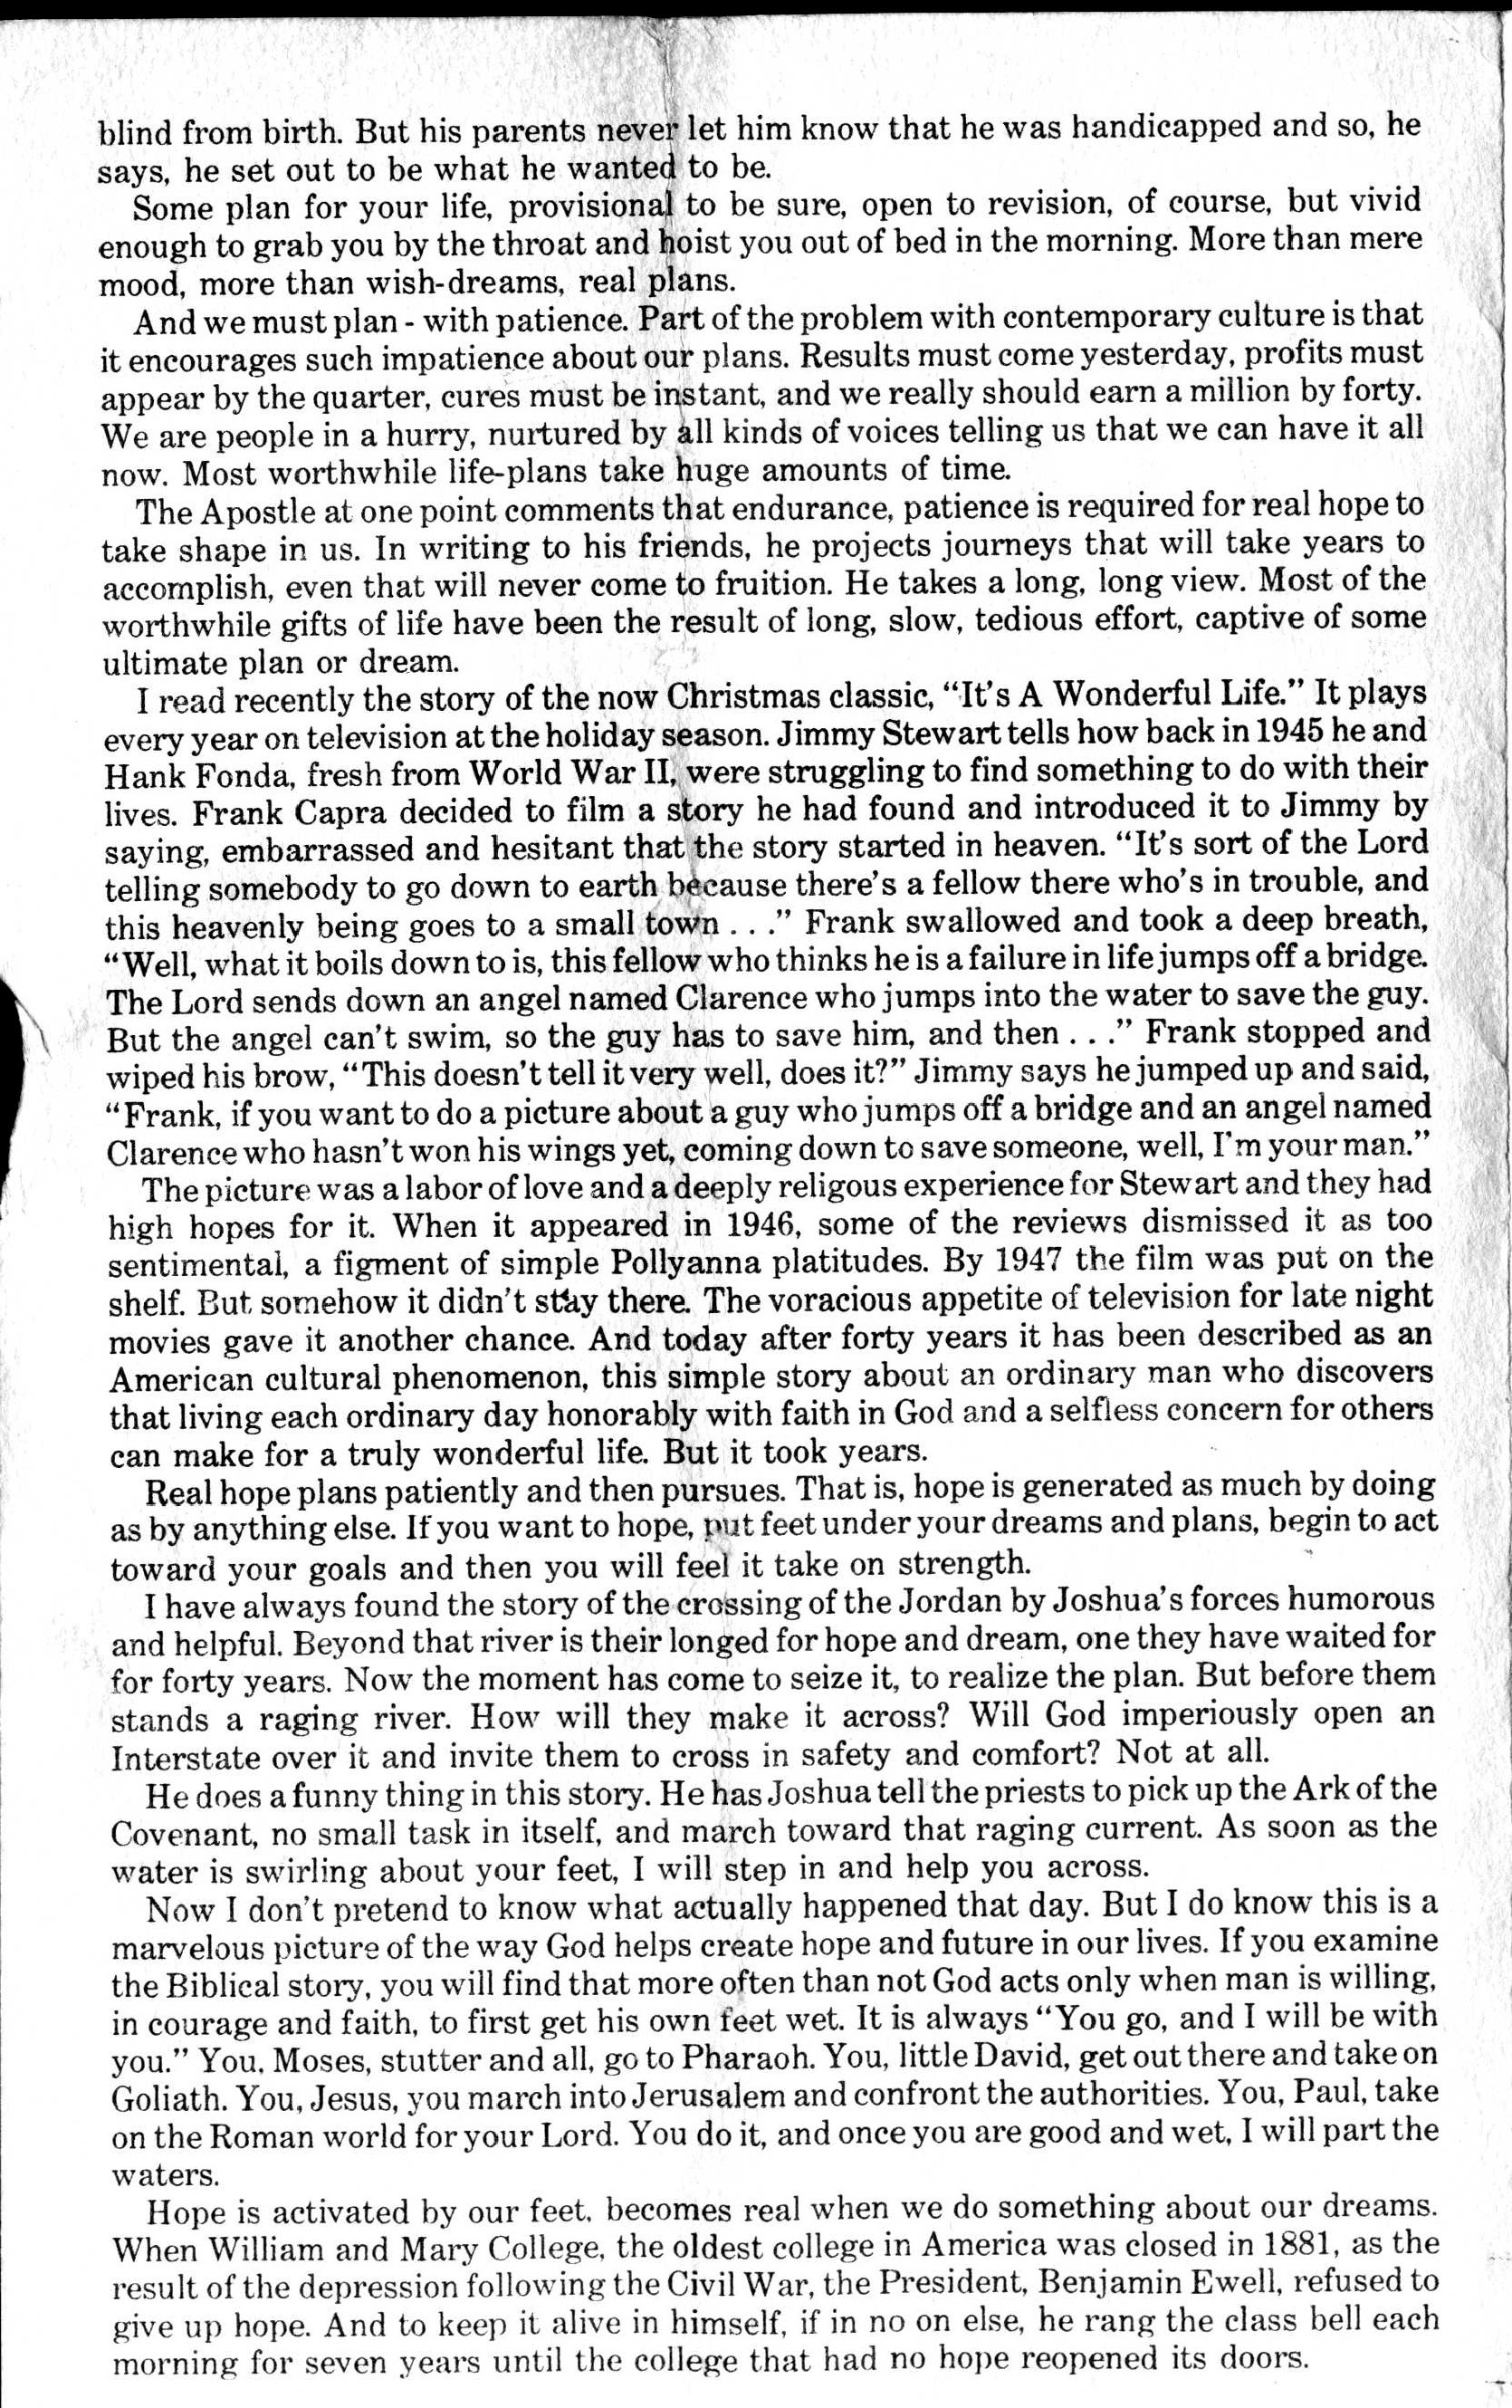 blind from birth. But his parents never let him know that he was handicapped and so, he
says, he set out to be what he wanted to be.
Some plan for your life, provisional to be sure, open to revision, of course, but vivid
enough to grab you by the throat and hoist you out of bed in the morning. More than mere
mood, more than wish-dreams, real plans.
And we must plan - with patience. Part of the problem with contemporary culture is that
it encourages such impatience about our plans. Results must come yesterday, profits must
appear by the quarter, cures must be instant, and we really should earn a million by forty.
We are people in a hurry, nurtured by all kinds of voices telling us that we can have it all
now. Most worthwhile life-plans take huge amounts of time.
The Apostle at one point comments that endurance, patience is required for real hope to
take shape in us. In writing to his friends, he projects journeys that will take years to
accomplish, even that will never come to fruition. He takes a long, long view. Most of the
worthwhile gifts of life have been the result of long, slow, tedious effort, captive of some
ultimate plan or dream.
I read recently the story of the now Christmas classic, “It’s A Wonderful Life.” It plays
every year on television at the holiday season. Jimmy Stewart tells how back in 1945 he and
Hank Fonda, fresh from World War II, were struggling to find something to do with their
lives. Frank Capra decided to film a story he had found and introduced it to Jimmy by
saying, embarrassed and hesitant that the story started in heaven. “It’s sort of the Lord
telling somebody to go down to earth because there’s a fellow there who’s in trouble, and
this heavenly being goes to a small town . . .” Frank swallowed and took a deep breath,
“Well, what it boils down to is, this fellow who thinks he is a failure in life jumps off a bridge.
The Lord sends down an angel named Clarence who jumps into the water to save the guy.
But the angel can’t swim, so the guy has to save him, and then . . .” Frank stopped and
wiped his brow, “This doesn’t tell it very well, does it?” Jimmy says he jumped up and said,
“Frank, if you want to do a picture about a guy who jumps off a bridge and an angel named
Clarence who hasn’t won his wings yet, coming down to save someone, well, I’m your man.”
The picture was a labor of love and a deeply religous experience for Stewart and they had
high hopes for it. When it appeared in 1946, some of the reviews dismissed it as too
sentimental, a figment of simple Pollyanna platitudes. By 1947 the film was put on the
shelf. But somehow it didn’t stay there. The voracious appetite of television for late night
movies gave it another chance. And today after forty years it has been described as an
American cultural phenomenon, this simple story about an ordinary man who discovers
that living each ordinary day honorably with faith in God and a selfless concern for others
can make for a truly wonderful life. But it took years.
Real hope plans patiently and then pursues. That is, hope is generated as much by doing
as by anything else. If you want to hope, put feet under your dreams and plans, begin to act
toward your goals and then you will feel it take on strength.
I have always found the story of the crossing of the Jordan by Joshua’s forces humorous
and helpful. Beyond that river is their longed for hope and dream, one they have waited for
for forty years. Now the moment has come to seize it, to realize the plan. But before them
stands a raging river. How will they make it across? Will God imperiously open an
Interstate over it and invite them to cross in safety and comfort? Not at all.
He does a funny thing in this story. He has Joshua tell the priests to pick up the Ark of the
Covenant, no small task in itself, and march toward that raging current. As soon as the
water is swirling about your feet, I will step in and help you across.
Now I don’t pretend to know what actually happened that day. But I do know this is a
marvelous picture of the way God helps create hope and future in our lives. If you examine
the Biblical story, you will find that more often than not God acts only when man is willing,
in courage and faith, to first get his own feet wet. It is always “You go, and I will be with
you.” You, Moses, stutter and all, go to Pharaoh. You, little David, get out there and take on
Goliath. You, Jesus, you march into Jerusalem and confront the authorities. You, Paul, take
on the Roman world for your Lord. You do it, and once you are good and wet, I will part the
waters.
Hope is activated by our feet, becomes real when we do something about our dreams.
When William and Mary College, the oldest college in America was closed in 1881, as the
result of the depression following the Civil War, the President, Benjamin Ewell, refused to
give up hope. And to keep it alive in himself, if in no on else, he rang the class bell each
morning for seven years until the college that had no hope reopened its doors.